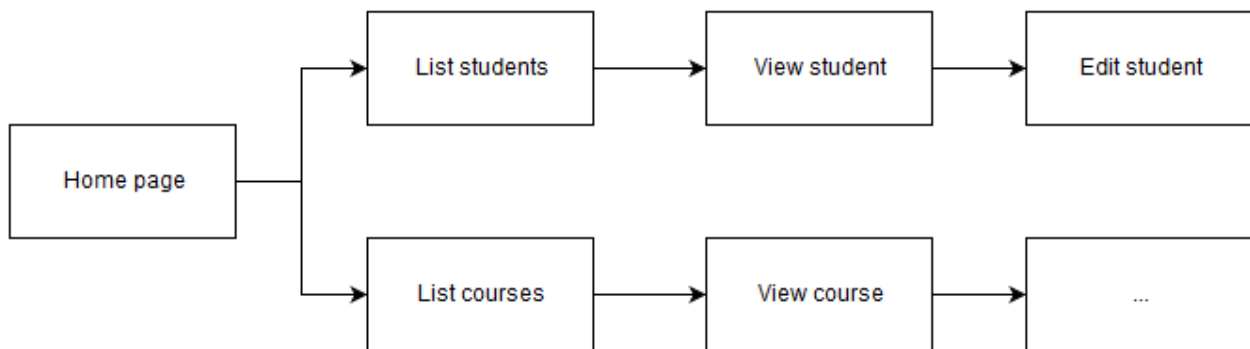 List students
View student
Edit student
Home page
List courses
View course
...